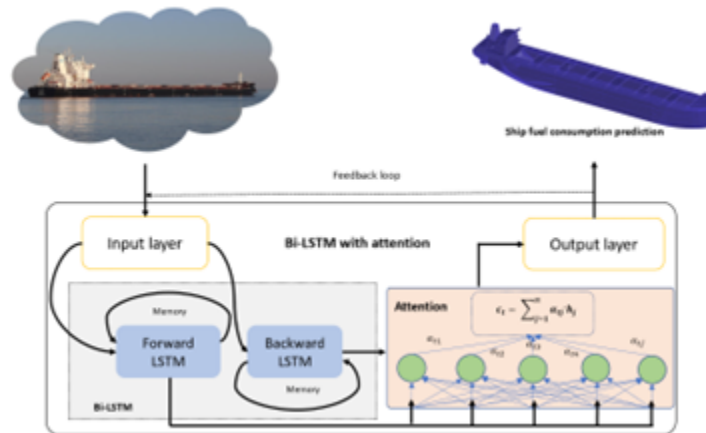 Ship fuel consumption prediction
Feedback loop
Input layer
Bi-LSTM with attention
Output layer
Attention
Memory
Forward
LSTM
Backward
LSTM
Memory
Bi-LSTM